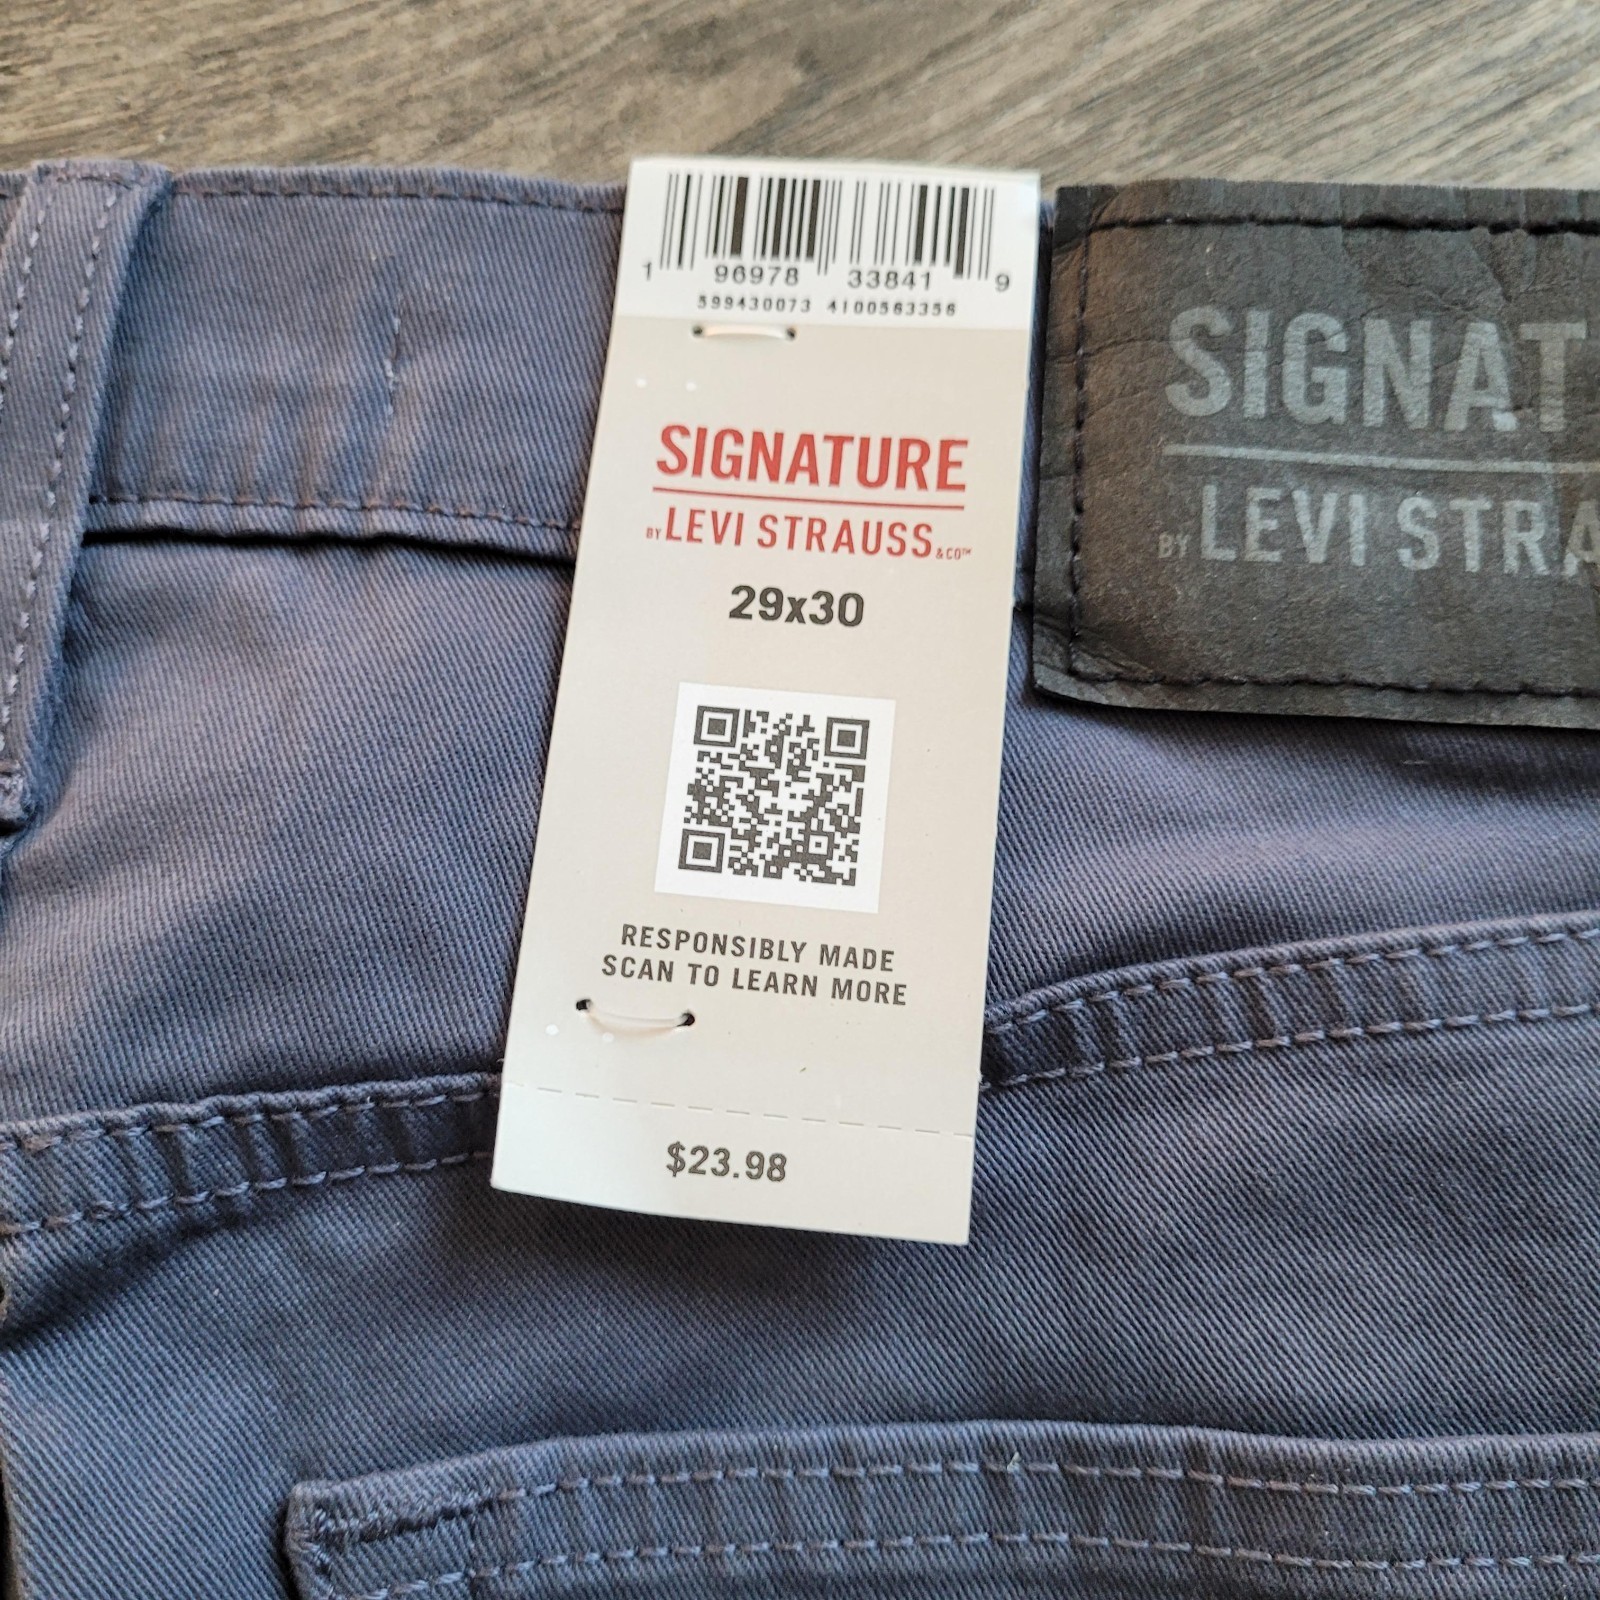 1 96978 33841 9
599430073 4100563356
SIGNATURE
BY LEVI STRAUSS & CO™
29x30
RESPONSIBLY MADE
SCAN TO LEARN MORE
$23.98
SIGNAT
BY LEVI STRA